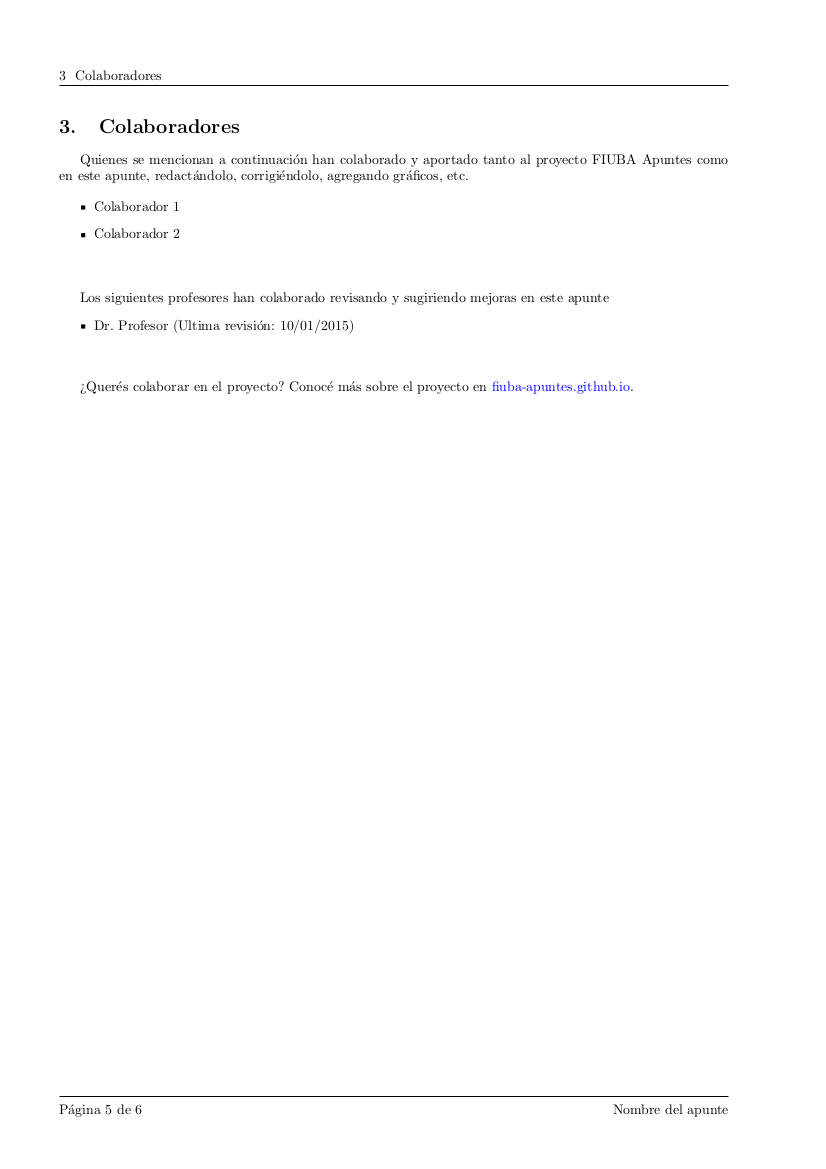 3 Colaboradores
3. Colaboradores
Quienes se mencionan a continuación han colaborado y aportado tanto al proyecto FIUBA Apuntes como
en este apunte, redactándolo, corrigiéndolo, agregando gráficos, etc.
▪ Colaborador 1
▪ Colaborador 2
Los siguientes profesores han colaborado revisando y sugiriendo mejoras en este apunte
▪ Dr. Profesor (Ultima revisión: 10/01/2015)
¿Querés colaborar en el proyecto? Conocé más sobre el proyecto en fiuba-apuntes.github.io.
Página 5 de 6 Nombre del apunte